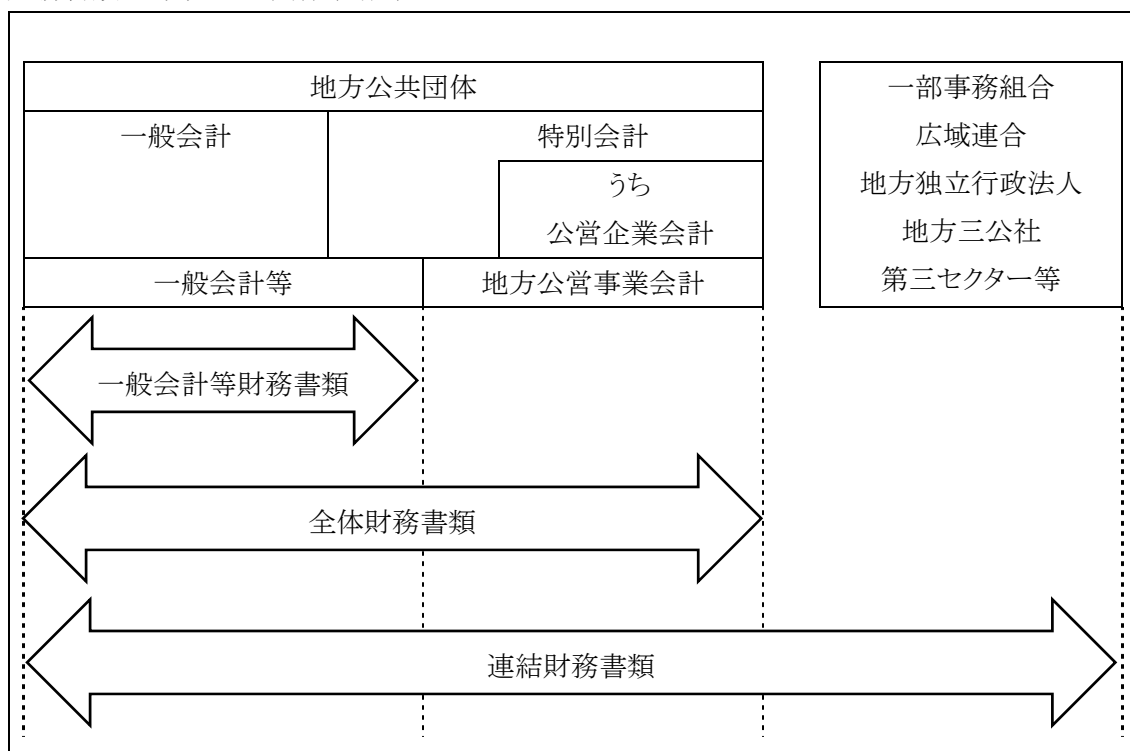 地方公共団体
一般会計
特別会計
うち
公営企業会計
一般会計等
地方公営事業会計
一部事務組合
広域連合
地方独立行政法人
地方三公社
第三セクター等
一般会計等財務書類
全体財務書類
連結財務書類